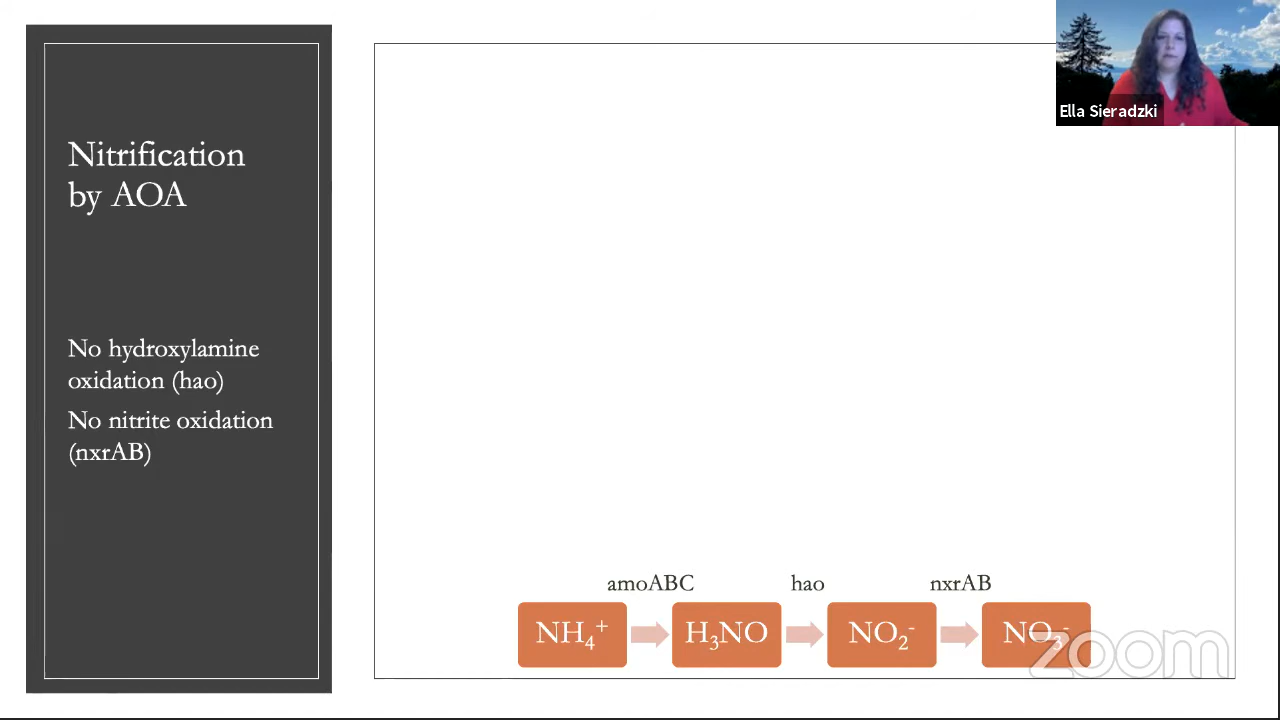 Ella Sieradzki
Nitrification
by AOA
No hydroxylamine
oxidation (hao)
No nitrite oxidation
(nxrAB)
amoABC hao nxrAB
NH₄⁺ H₃NO NO₂⁻ NO₃⁻
zoom